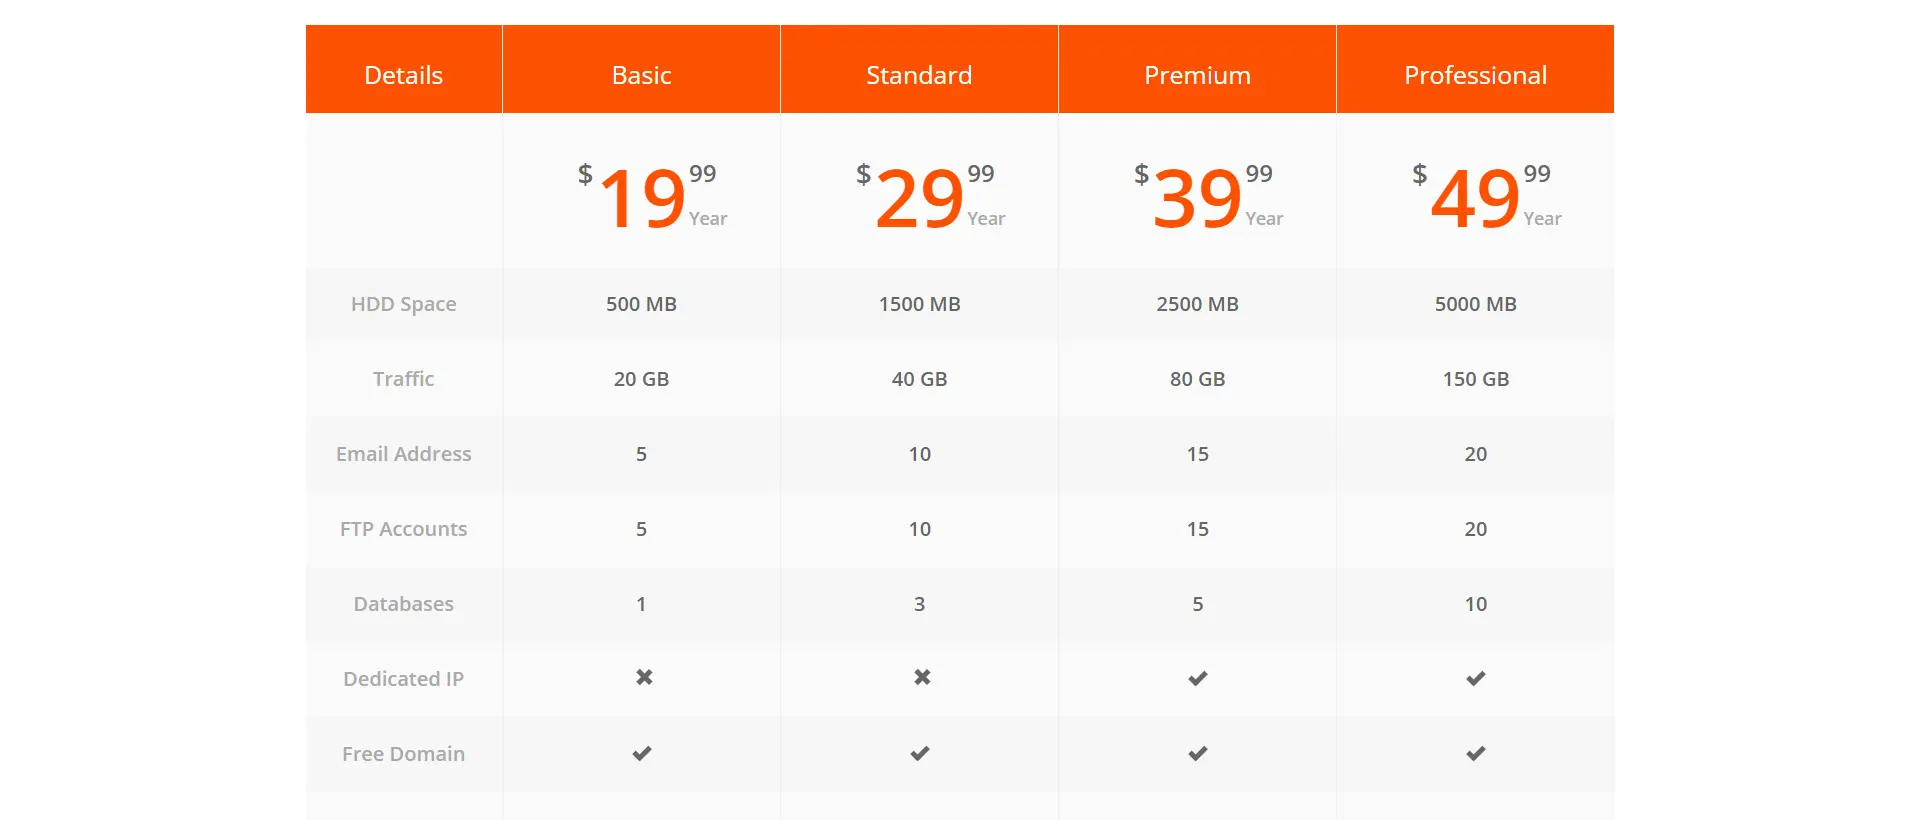 Details Basic Standard Premium Professional
$19 99 Year $29 99 Year $39 99 Year $49 99 Year
HDD Space 500 MB 1500 MB 2500 MB 5000 MB
Traffic 20 GB 40 GB 80 GB 150 GB
Email Address 5 10 15 20
FTP Accounts 5 10 15 20
Databases 1 3 5 10
Dedicated IP ✖ ✖ ✔ ✔
Free Domain ✔ ✔ ✔ ✔